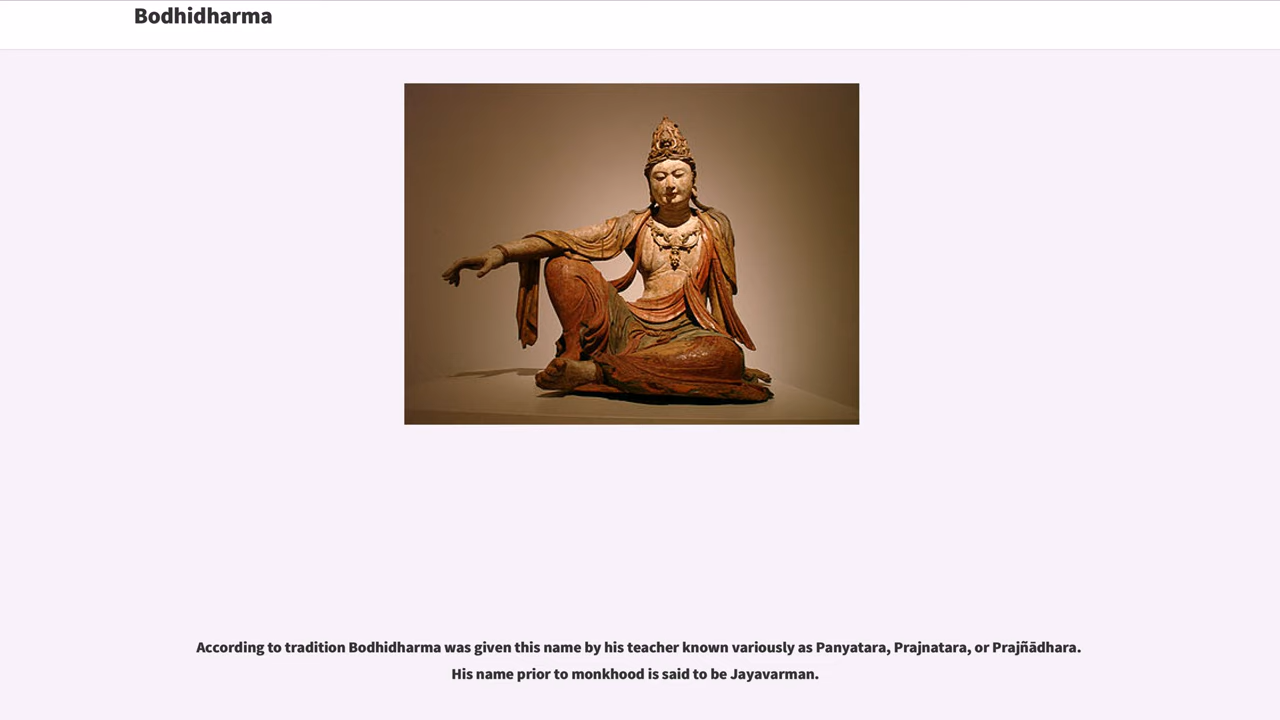 Bodhidharma
According to tradition Bodhidharma was given this name by his teacher known variously as Panyatara, Prajnatara, or Prajñādhara.
His name prior to monkhood is said to be Jayavarman.